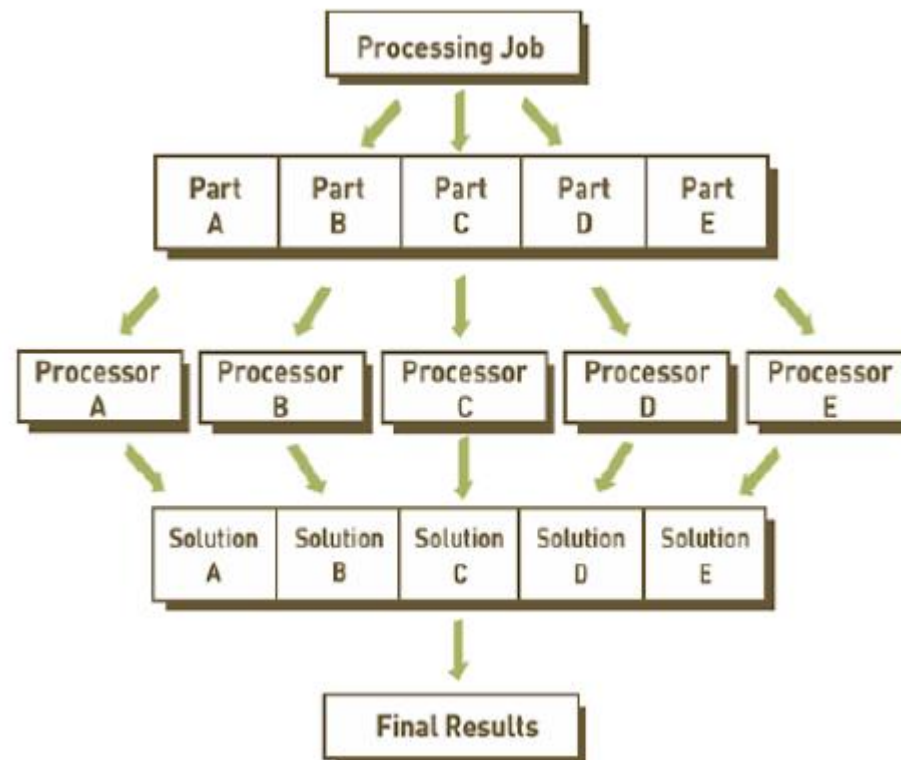 Processing Job
Part Part Part Part Part
A B C D E
Processor Processor Processor Processor Processor
A B C D E
Solution Solution Solution Solution Solution
A B C D E
Final Results